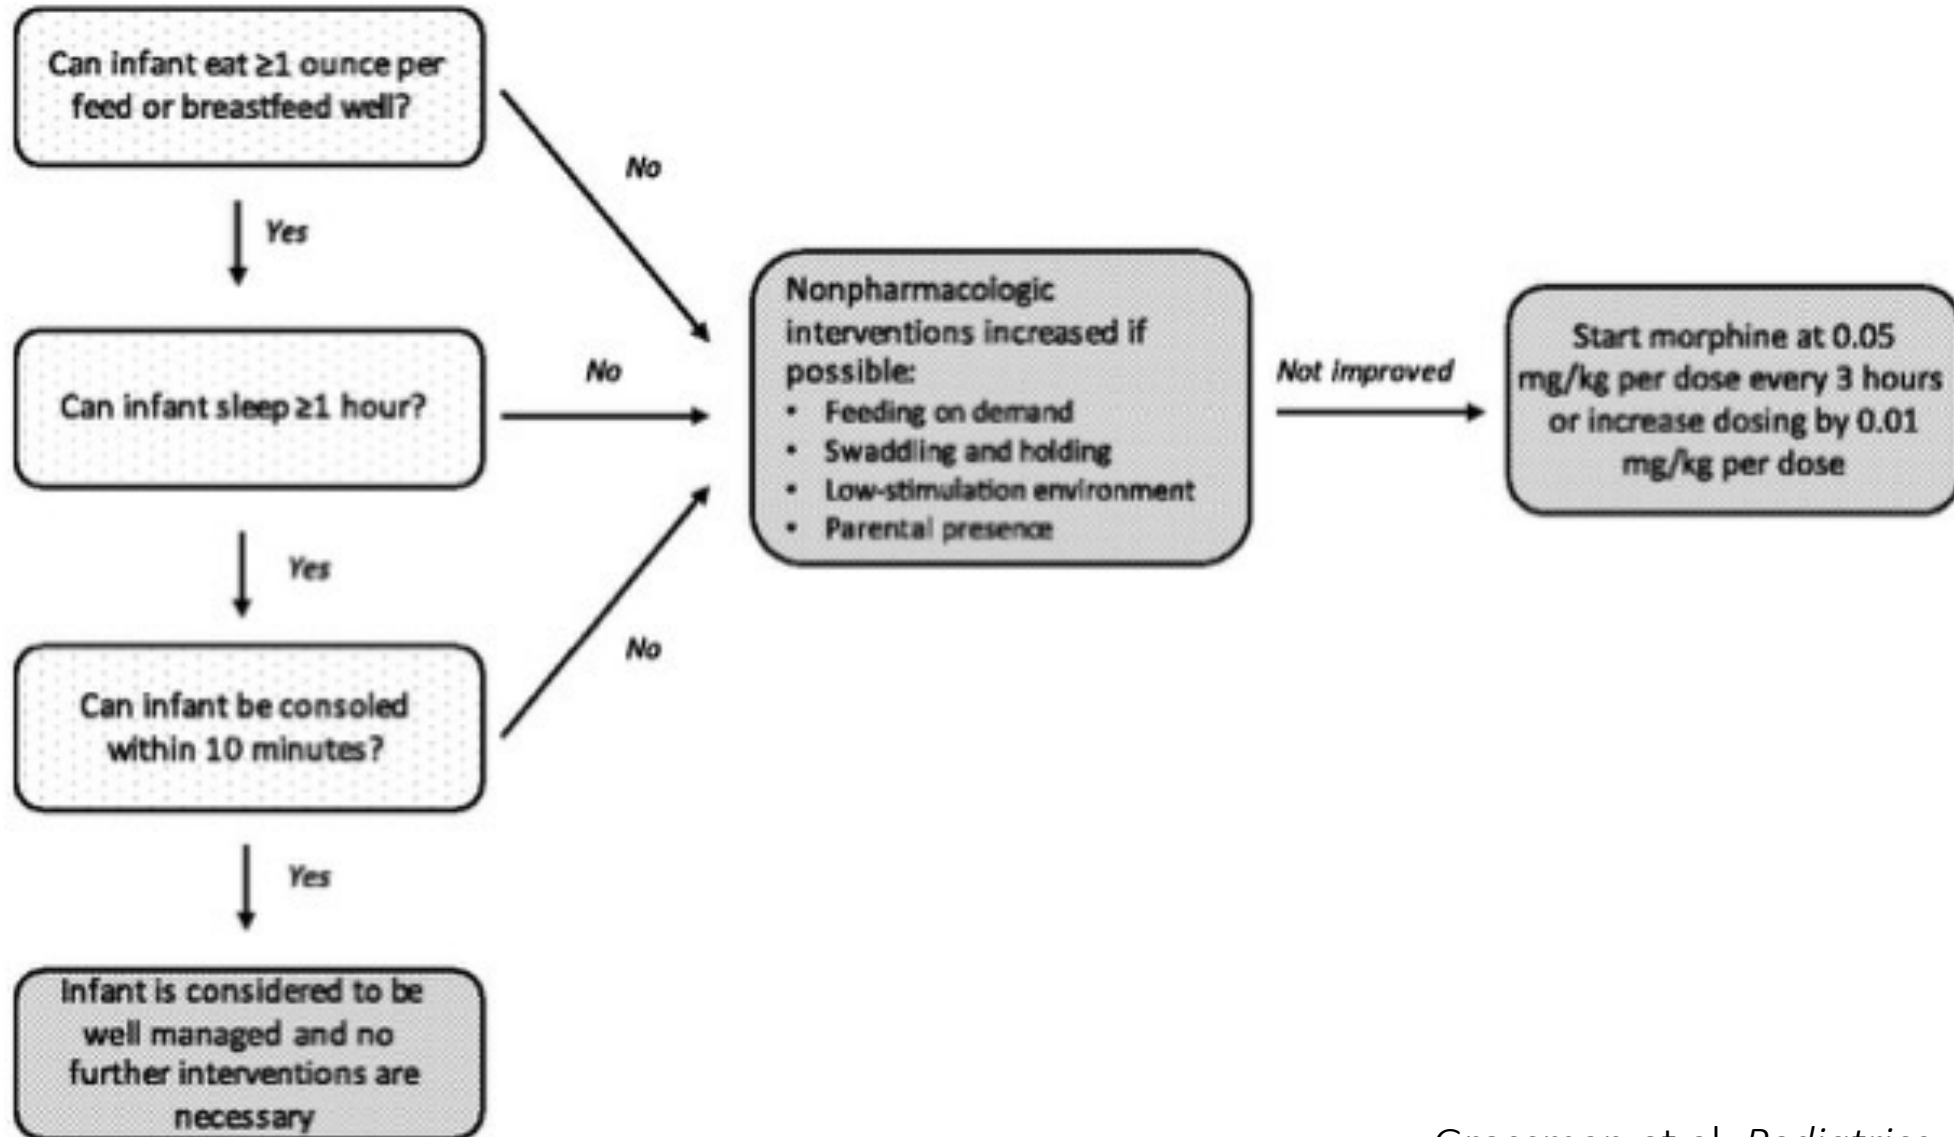 Can infant eat ≥1 ounce per
feed or breastfeed well?
No
Yes
Can infant sleep ≥1 hour?
No
Yes
Can infant be consoled
within 10 minutes?
No
Yes
Infant is considered to be
well managed and no
further interventions are
necessary
Nonpharmacologic
interventions increased if
possible:
• Feeding on demand
• Swaddling and holding
• Low-stimulation environment
• Parental presence
Not improved
Start morphine at 0.05
mg/kg per dose every 3 hours
or increase dosing by 0.01
mg/kg per dose
et al. Pediatrics